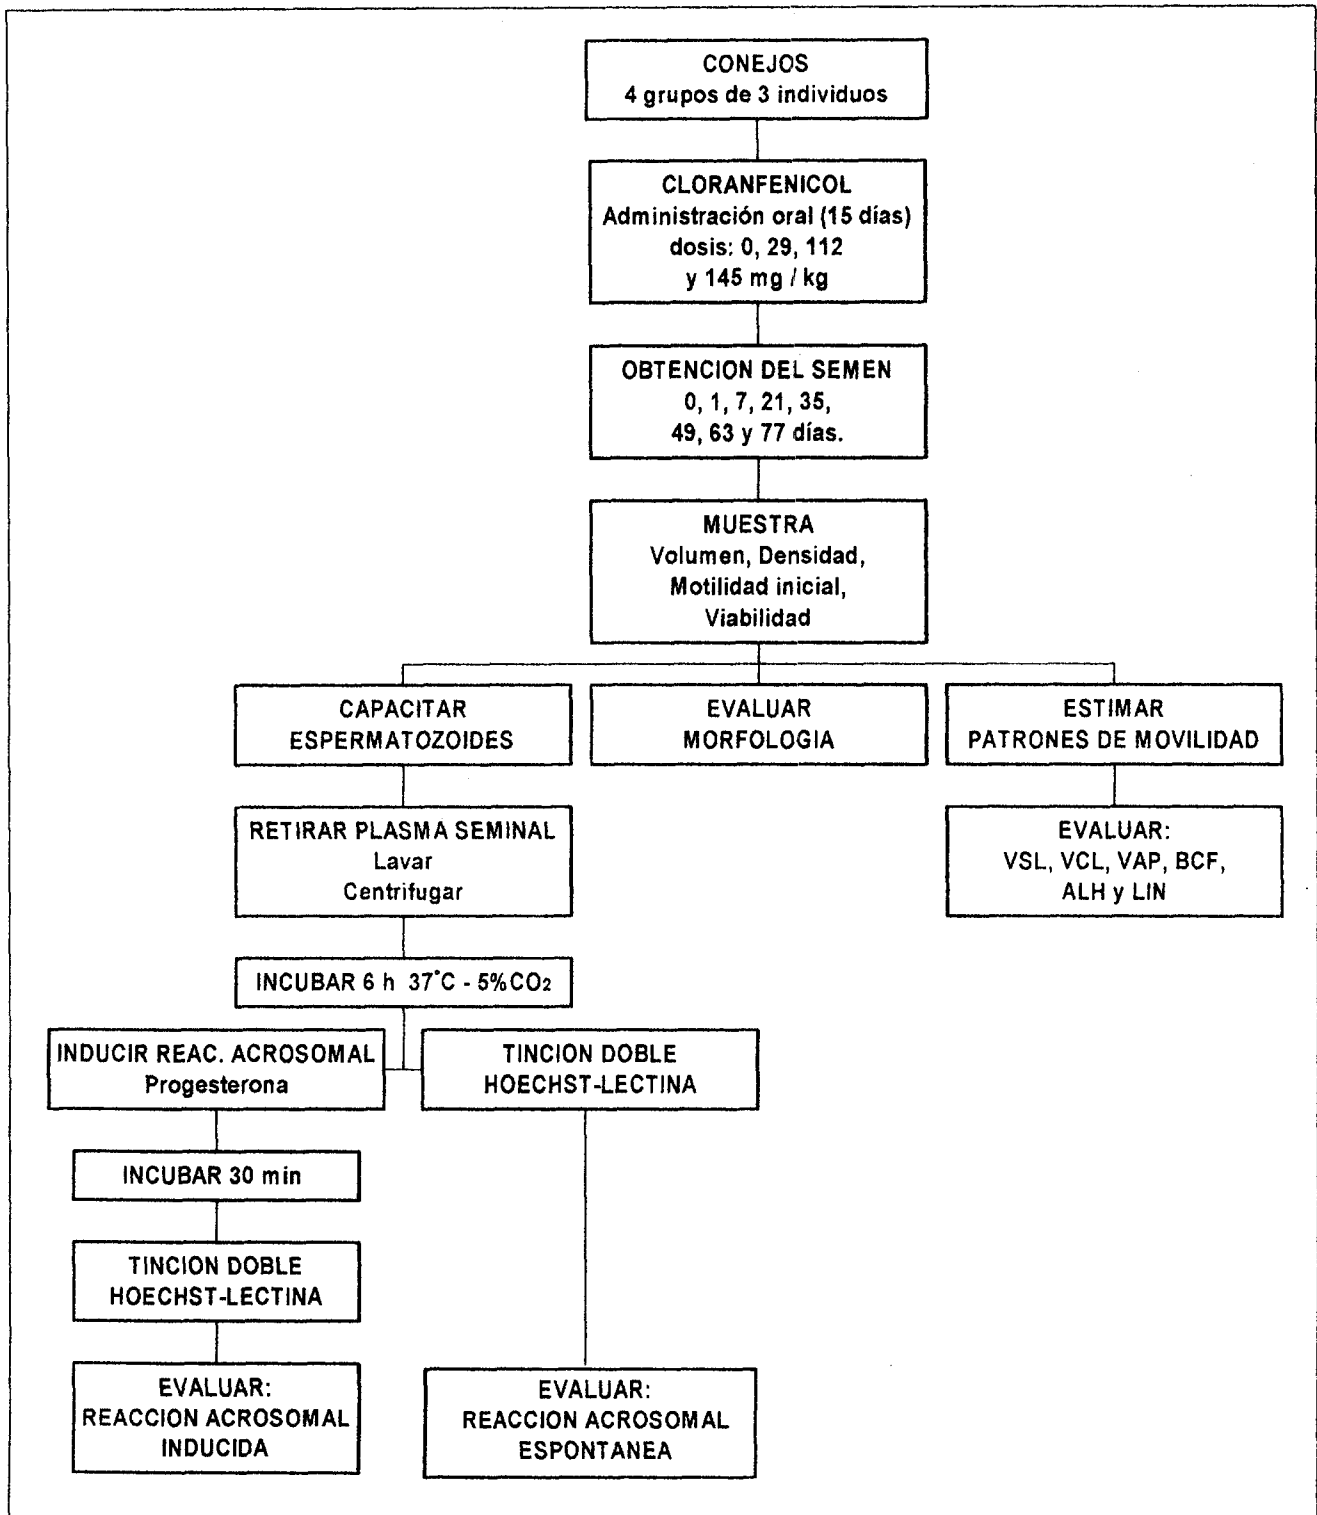 CONEJOS
4 grupos de 3 individuos
CLORANFENICOL
Administración oral (15 días)
dosis: 0, 29, 112
y 145 mg / kg
OBTENCION DEL SEMEN
0, 1, 7, 21, 35,
49, 63 y 77 días.
MUESTRA
Volumen, Densidad,
Motilidad inicial,
Viabilidad
CAPACITAR
ESPERMATOZOIDES
EVALUAR
MORFOLOGIA
ESTIMAR
PATRONES DE MOVILIDAD
RETIRAR PLASMA SEMINAL
Lavar
Centrifugar
EVALUAR:
VSL, VCL, VAP, BCF,
ALH y LIN
INCUBAR 6 h 37°C - 5%CO2
INDUCIR REAC. ACROSOMAL
Progesterona
TINCION DOBLE
HOECHST-LECTINA
INCUBAR 30 min
TINCION DOBLE
HOECHST-LECTINA
EVALUAR:
REACCION ACROSOMAL
INDUCIDA
EVALUAR:
REACCION ACROSOMAL
ESPONTANEA